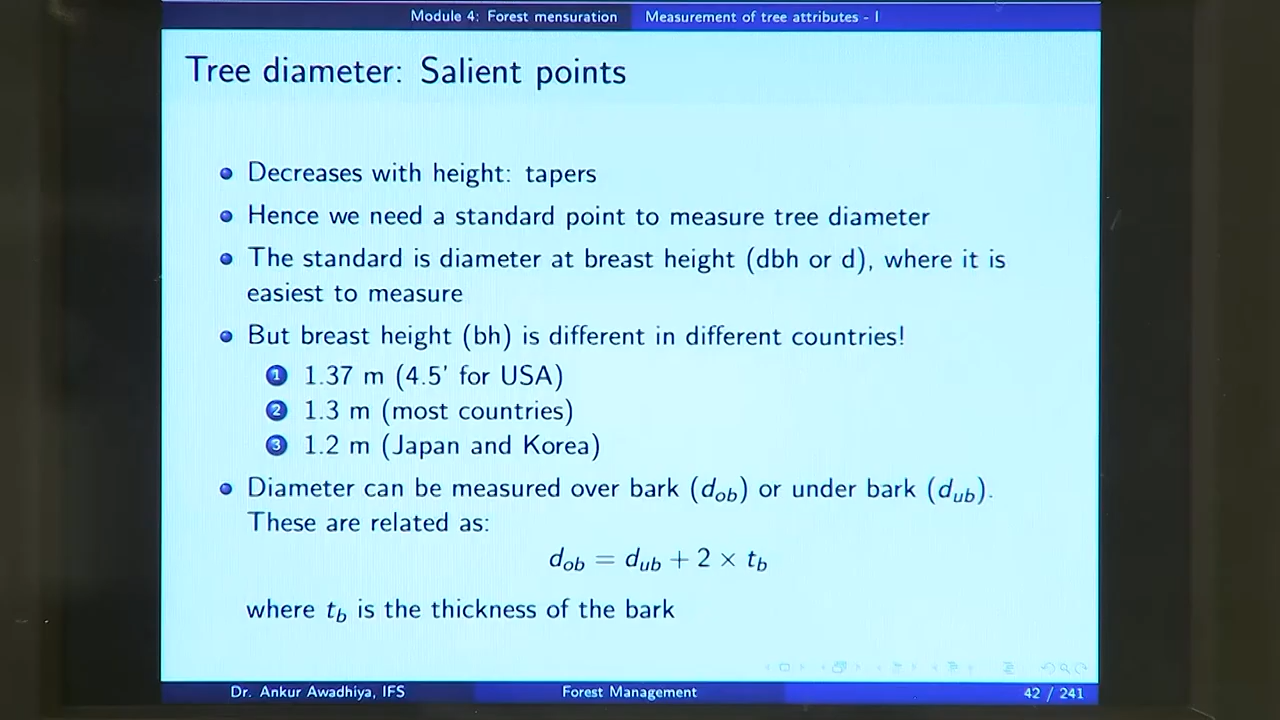 Module 4: Forest mensuration Measurement of tree attributes - I
Tree diameter: Salient points
Decreases with height: tapers
Hence we need a standard point to measure tree diameter
The standard is diameter at breast height (dbh or d), where it is
easiest to measure
But breast height (bh) is different in different countries!
1 1.37 m (4.5' for USA)
2 1.3 m (most countries)
3 1.2 m (Japan and Korea)
Diameter can be measured over bark (d_ob) or under bark (d_ub).
These are related as:
d_ob = d_ub + 2 × t_b
where t_b is the thickness of the bark
Dr. Ankur Awadhiya, IFS Forest Management 42 / 241